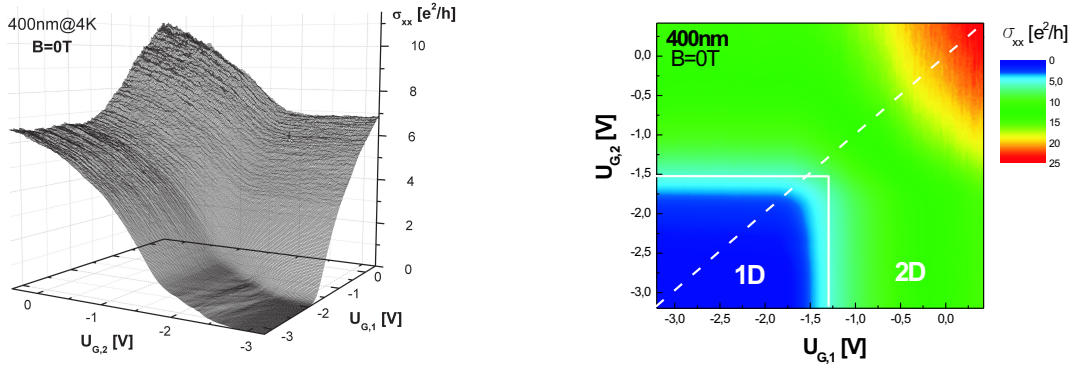 400nm@4K
B=0T
σxx [e²/h]
10
8
6
4
2
0
0
-1
-2
-3
UG,2 [V]
0
-1
-2
-3
UG,1 [V]
400nm
B=0T
0,0
-0,5
-1,0
-1,5
-2,0
-2,5
-3,0
UG,2 [V]
1D
2D
-3,0 -2,5 -2,0 -1,5 -1,0 -0,5 0,0
UG,1 [V]
σxx [e²/h]
0
5,0
10
15
20
25